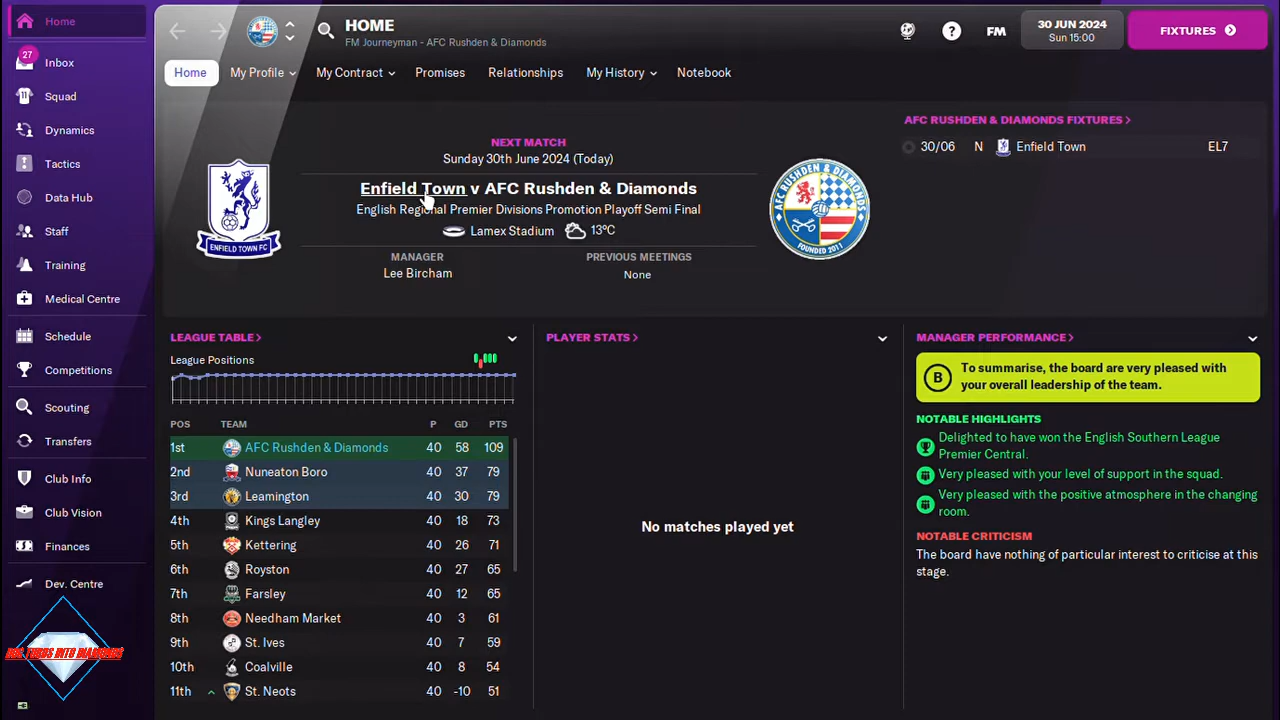 Home
27
Inbox
Squad
Dynamics
Tactics
Data Hub
Staff
Training
Medical Centre
Schedule
Competitions
Scouting
Transfers
Club Info
Club Vision
Finances
Dev. Centre
HOME
FM Journeyman - AFC Rushden & Diamonds
?
FM
30 JUN 2024
Sun 15:00
FIXTURES
Home
My Profile
My Contract
Promises
Relationships
My History
Notebook
NEXT MATCH
Sunday 30th June 2024 (Today)
Enfield Town v AFC Rushden & Diamonds
English Regional Premier Divisions Promotion Playoff Semi Final
Lamex Stadium 13°C
MANAGER
Lee Bircham
PREVIOUS MEETINGS
None
ENFIELD TOWN FC
AFC RUSHDEN & DIAMONDS
FOUNDED 2011
AFC RUSHDEN & DIAMONDS FIXTURES >
30/06 N Enfield Town EL7
LEAGUE TABLE >
League Positions
POS TEAM P GD PTS
1st AFC Rushden & Diamonds 40 58 109
2nd Nuneaton Boro 40 37 79
3rd Leamington 40 30 79
4th Kings Langley 40 18 73
5th Kettering 40 26 71
6th Royston 40 27 65
7th Farsley 40 12 65
8th Needham Market 40 3 61
9th St. Ives 40 7 59
10th Coalville 40 8 54
11th St. Neots 40 -10 51
PLAYER STATS >
No matches played yet
MANAGER PERFORMANCE >
B
To summarise, the board are very pleased with
your overall leadership of the team.
NOTABLE HIGHLIGHTS
Delighted to have won the English Southern League
Premier Central.
Very pleased with your level of support in the squad.
Very pleased with the positive atmosphere in the changing
room.
NOTABLE CRITICISM
The board have nothing of particular interest to criticise at this
stage.